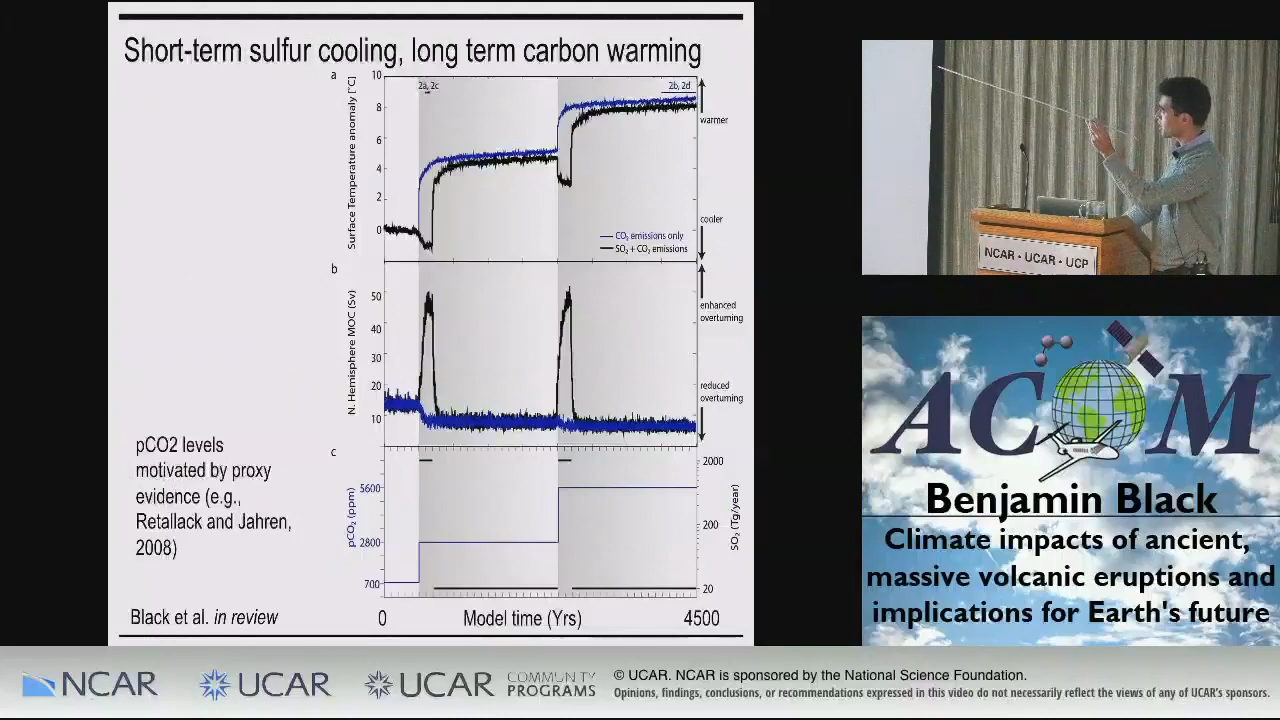 Short-term sulfur cooling, long term carbon warming
a
Surface Temperature anomaly [°C]
10
8
6
4
2
0
2a, 2c
2b, 2d
warmer
cooler
CO₂ emissions only
SO₂ + CO₂ emissions
b
N. Hemisphere MOC (Sv)
50
40
30
20
10
enhanced
overturning
reduced
overturning
c
pCO₂ (ppm)
5600
2800
700
2000
200
20
SO₂ (Tg/year)
0
Model time (Yrs)
4500
pCO2 levels
motivated by proxy
evidence (e.g.,
Retallack and Jahren,
2008)
Black et al. in review
NCAR • UCAR • UCP
ACOM
Benjamin Black
Climate impacts of ancient,
massive volcanic eruptions and
implications for Earth's future
NCAR
UCAR
UCAR
COMMUNITY
PROGRAMS
© UCAR. NCAR is sponsored by the National Science Foundation.
Opinions, findings, conclusions, or recommendations expressed in this video do not necessarily reflect the views of any of UCAR's sponsors.